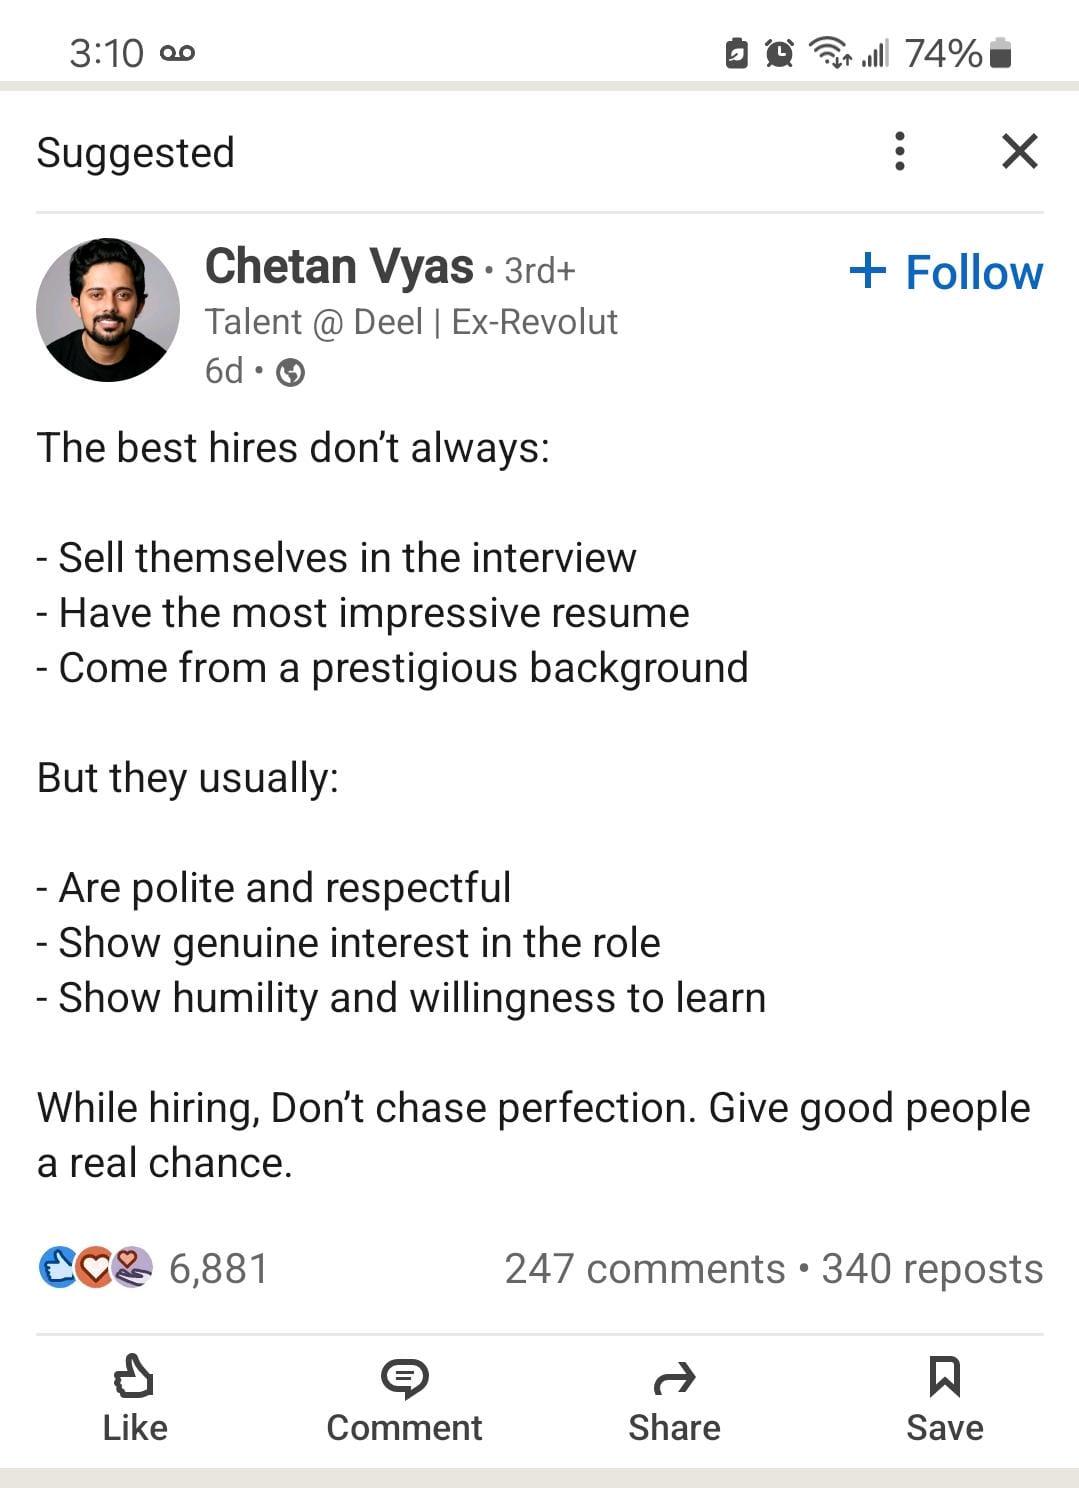 3:10
74%
Suggested
Chetan Vyas • 3rd+
+ Follow
Talent @ Deel | Ex-Revolut
6d •
The best hires don’t always:
- Sell themselves in the interview
- Have the most impressive resume
- Come from a prestigious background
But they usually:
- Are polite and respectful
- Show genuine interest in the role
- Show humility and willingness to learn
While hiring, Don’t chase perfection. Give good people
a real chance.
6,881
247 comments • 340 reposts
Like
Comment
Share
Save